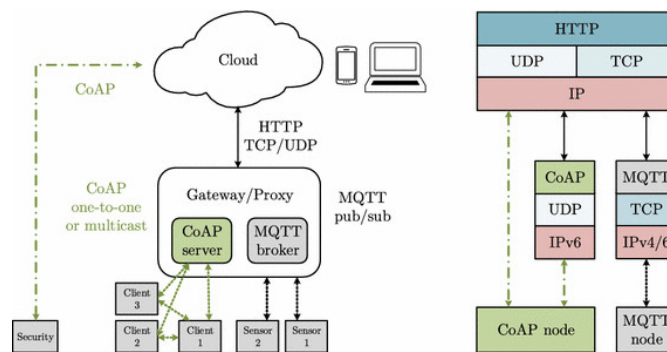 Cloud
CoAP
HTTP
TCP/UDP
CoAP
one-to-one
or multicast
Gateway/Proxy
MQTT
pub/sub
CoAP
server
MQTT
broker
Client
3
Client
2
Client
1
Security
Sensor
2
Sensor
1
HTTP
UDP
TCP
IP
CoAP
UDP
IPv6
MQTT
TCP
IPv4/6
CoAP node
MQTT
node